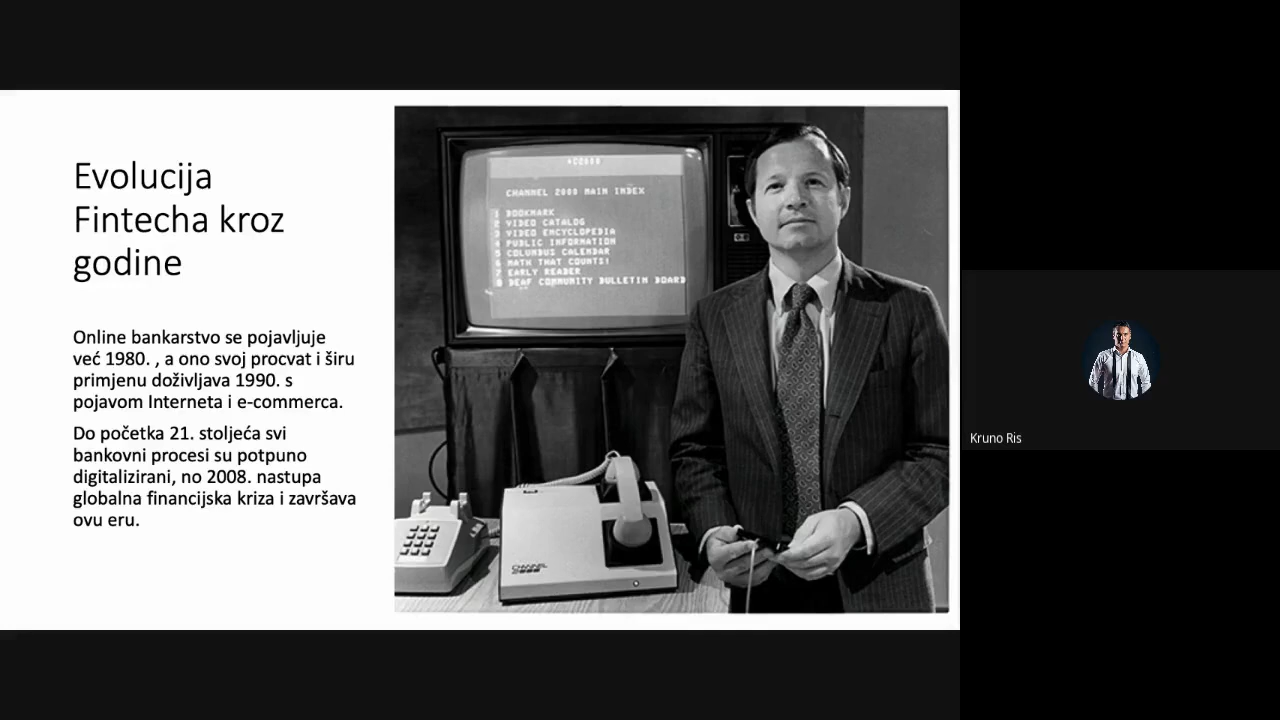 Evolucija
Fintecha kroz
godine
Online bankarstvo se pojavljuje
već 1980. , a ono svoj procvat i širu
primjenu doživljava 1990. s
pojavom Interneta i e-commerca.
Do početka 21. stoljeća svi
bankovni procesi su potpuno
digitalizirani, no 2008. nastupa
globalna financijska kriza i završava
ovu eru.
CHANNEL 2000 MAIN INDEX
1 BOOKMARK
2 VIDEO CATALOG
3 VIDEO ENCYCLOPEDIA
4 PUBLIC INFORMATION
5 COLUMBUS CALENDAR
6 MATH THAT COUNTS!
7 EARLY READER
8 DEAF COMMUNITY BULLETIN BOARD
CHANNEL
2000
Kruno Ris